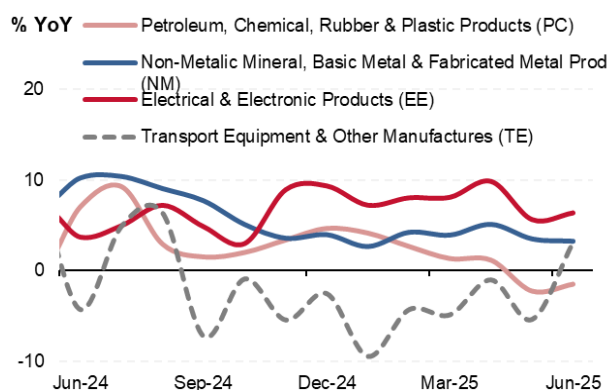 % YoY
Petroleum, Chemical, Rubber & Plastic Products (PC)
Non-Metalic Mineral, Basic Metal & Fabricated Metal Prod
(NM)
Electrical & Electronic Products (EE)
Transport Equipment & Other Manufactures (TE)
20
10
0
-10
Jun-24 Sep-24 Dec-24 Mar-25 Jun-25